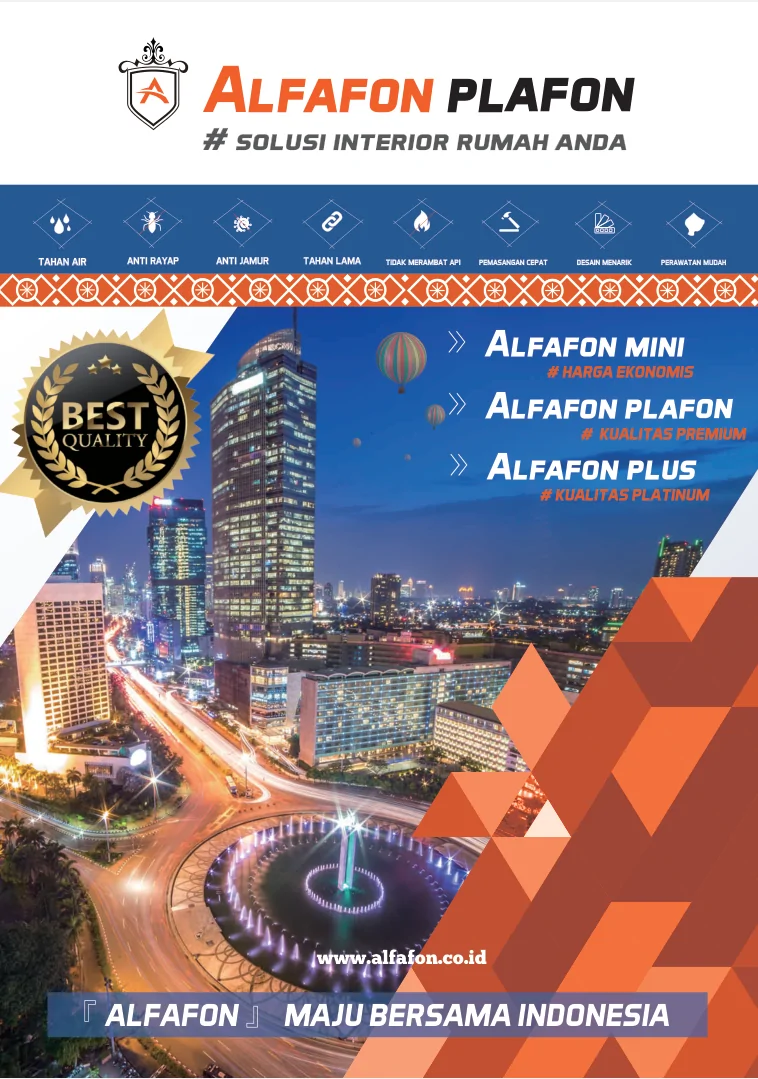 ALFAFON PLAFON
# SOLUSI INTERIOR RUMAH ANDA
TAHAN AIR
ANTI RAYAP
ANTI JAMUR
TAHAN LAMA
TIDAK MERAMBAT API
PEMASANGAN CEPAT
DESAIN MENARIK
PERAWATAN MUDAH
BEST
QUALITY
ALFAFON MINI
# HARGA EKONOMIS
ALFAFON PLAFON
# KUALITAS PREMIUM
ALFAFON PLUS
# KUALITAS PLATINUM
www.alfafon.co.id
『 ALFAFON 』 MAJU BERSAMA INDONESIA